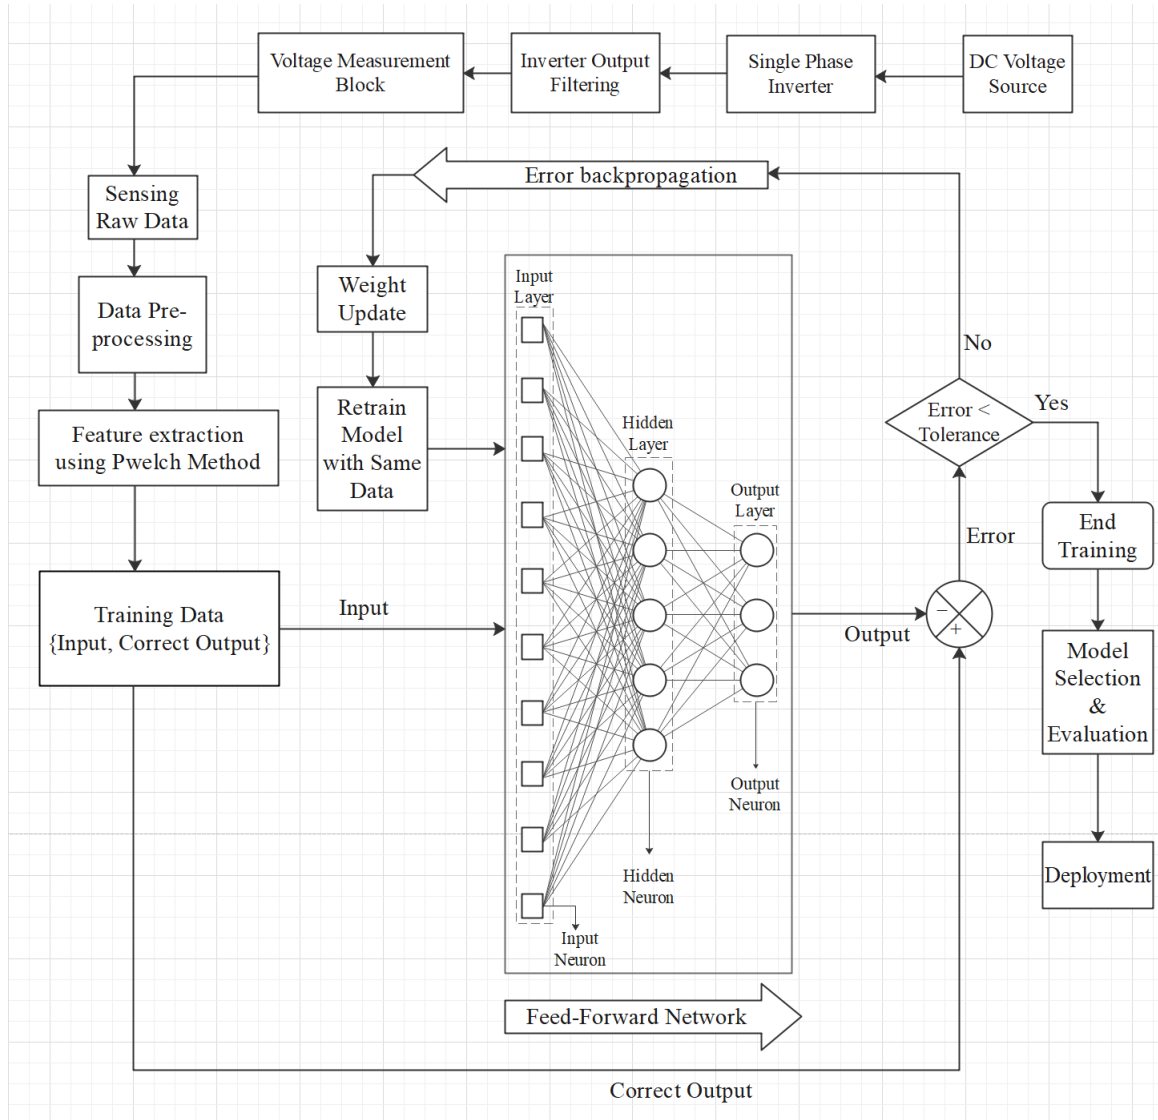 Voltage Measurement
Block
Inverter Output
Filtering
Single Phase
Inverter
DC Voltage
Source
Error backpropagation
Sensing
Raw Data
Data Pre-
processing
Feature extraction
using Pwelch Method
Training Data
{Input, Correct Output}
Weight
Update
Retrain
Model
with Same
Data
Input
Input
Layer
Hidden
Layer
Output
Layer
Output
Neuron
Hidden
Neuron
Input
Neuron
Feed-Forward Network
Output
−
+
Error
Error <
Tolerance
No
Yes
End
Training
Model
Selection
&
Evaluation
Deployment
Correct Output